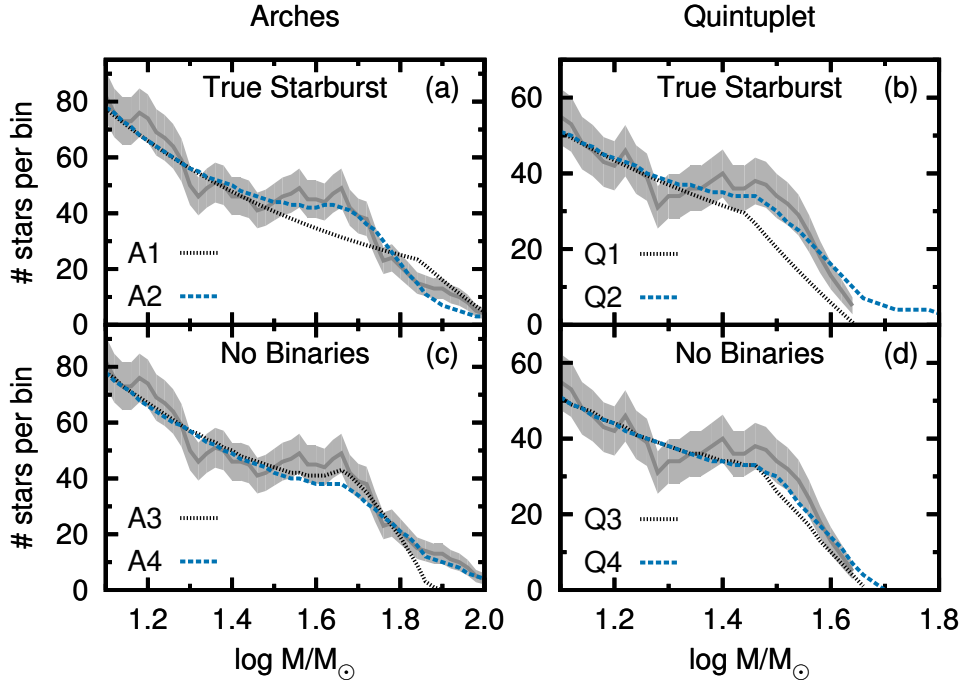 Arches
Quintuplet
True Starburst (a)
# stars per bin
80
60
40
20
0
A1
A2
True Starburst (b)
60
40
20
0
Q1
Q2
No Binaries (c)
# stars per bin
80
60
40
20
0
A3
A4
1.2 1.4 1.6 1.8 2.0
log M/M☉
No Binaries (d)
60
40
20
0
Q3
Q4
1.2 1.4 1.6 1.8
log M/M☉